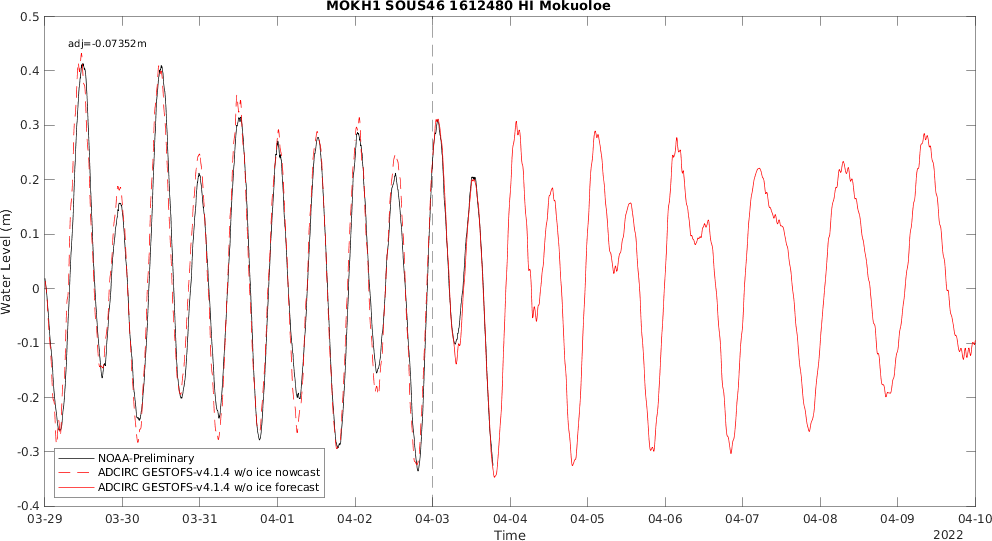 MOKH1 SOUS46 1612480 HI Mokuoloe
adj=-0.07352m
0.5
0.4
0.3
0.2
0.1
0
-0.1
-0.2
-0.3
-0.4
Water Level (m)
NOAA-Preliminary
ADCIRC GESTOFS-v4.1.4 w/o ice nowcast
ADCIRC GESTOFS-v4.1.4 w/o ice forecast
03-29 03-30 03-31 04-01 04-02 04-03 04-04 04-05 04-06 04-07 04-08 04-09 04-10
Time
2022